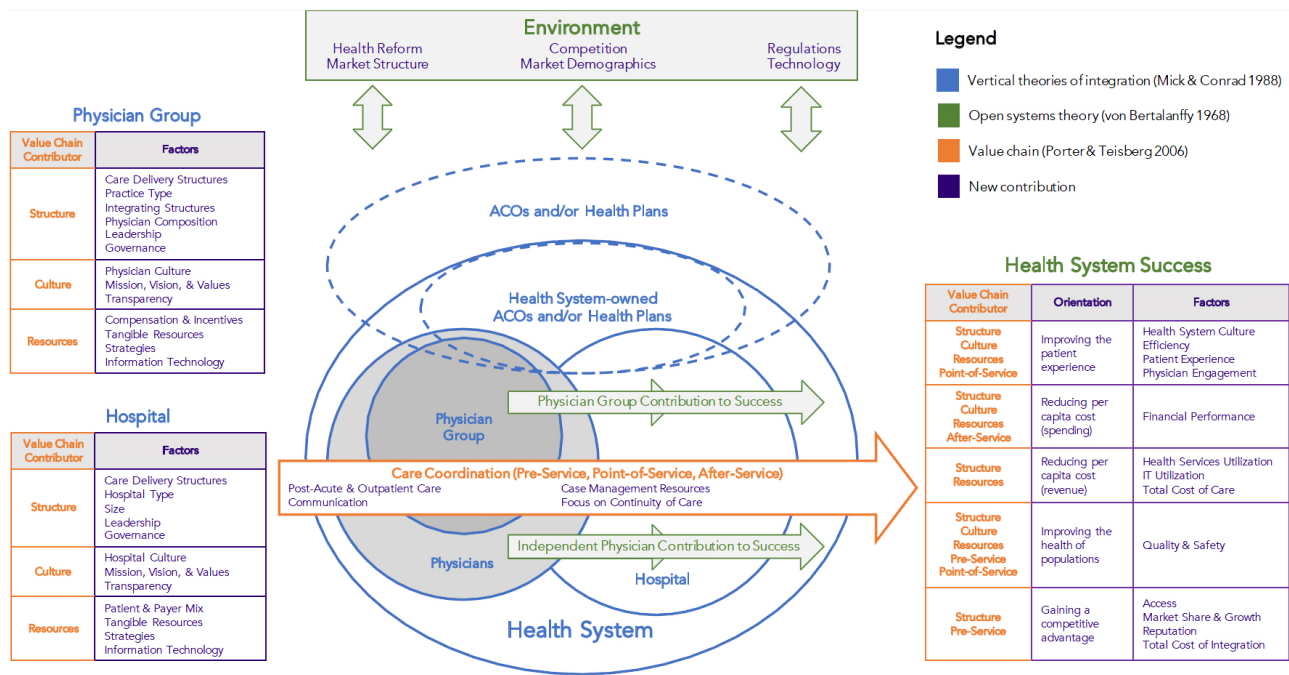 Environment
Health Reform
Market Structure
Competition
Market Demographics
Regulations
Technology
Legend
Vertical theories of integration (Mick & Conrad 1988)
Open systems theory (von Bertalanffy 1968)
Value chain (Porter & Teisberg 2006)
New contribution
Physician Group
Value Chain
Contributor
Factors
Structure
Care Delivery Structures
Practice Type
Integrating Structures
Physician Composition
Leadership
Governance
Culture
Physician Culture
Mission, Vision, & Values
Transparency
Resources
Compensation & Incentives
Tangible Resources
Strategies
Information Technology
Hospital
Value Chain
Contributor
Factors
Structure
Care Delivery Structures
Hospital Type
Size
Leadership
Governance
Culture
Hospital Culture
Mission, Vision, & Values
Transparency
Resources
Patient & Payer Mix
Tangible Resources
Strategies
Information Technology
ACOs and/or Health Plans
Health System-owned
ACOs and/or Health Plans
Physician Group Contribution to Success
Physician
Group
Care Coordination (Pre-Service, Point-of-Service, After-Service)
Post-Acute & Outpatient Care
Communication
Case Management Resources
Focus on Continuity of Care
Independent Physician Contribution to Success
Physicians
Hospital
Health System
Health System Success
Value Chain
Contributor
Orientation
Factors
Structure
Culture
Resources
Point-of-Service
Improving the
patient
experience
Health System Culture
Efficiency
Patient Experience
Physician Engagement
Structure
Culture
Resources
After-Service
Reducing per
capita cost
(spending)
Financial Performance
Structure
Resources
Reducing per
capita cost
(revenue)
Health Services Utilization
IT Utilization
Total Cost of Care
Structure
Culture
Resources
Pre-Service
Point-of-Service
Improving the
health of
populations
Quality & Safety
Structure
Pre-Service
Gaining a
competitive
advantage
Access
Market Share & Growth
Reputation
Total Cost of Integration